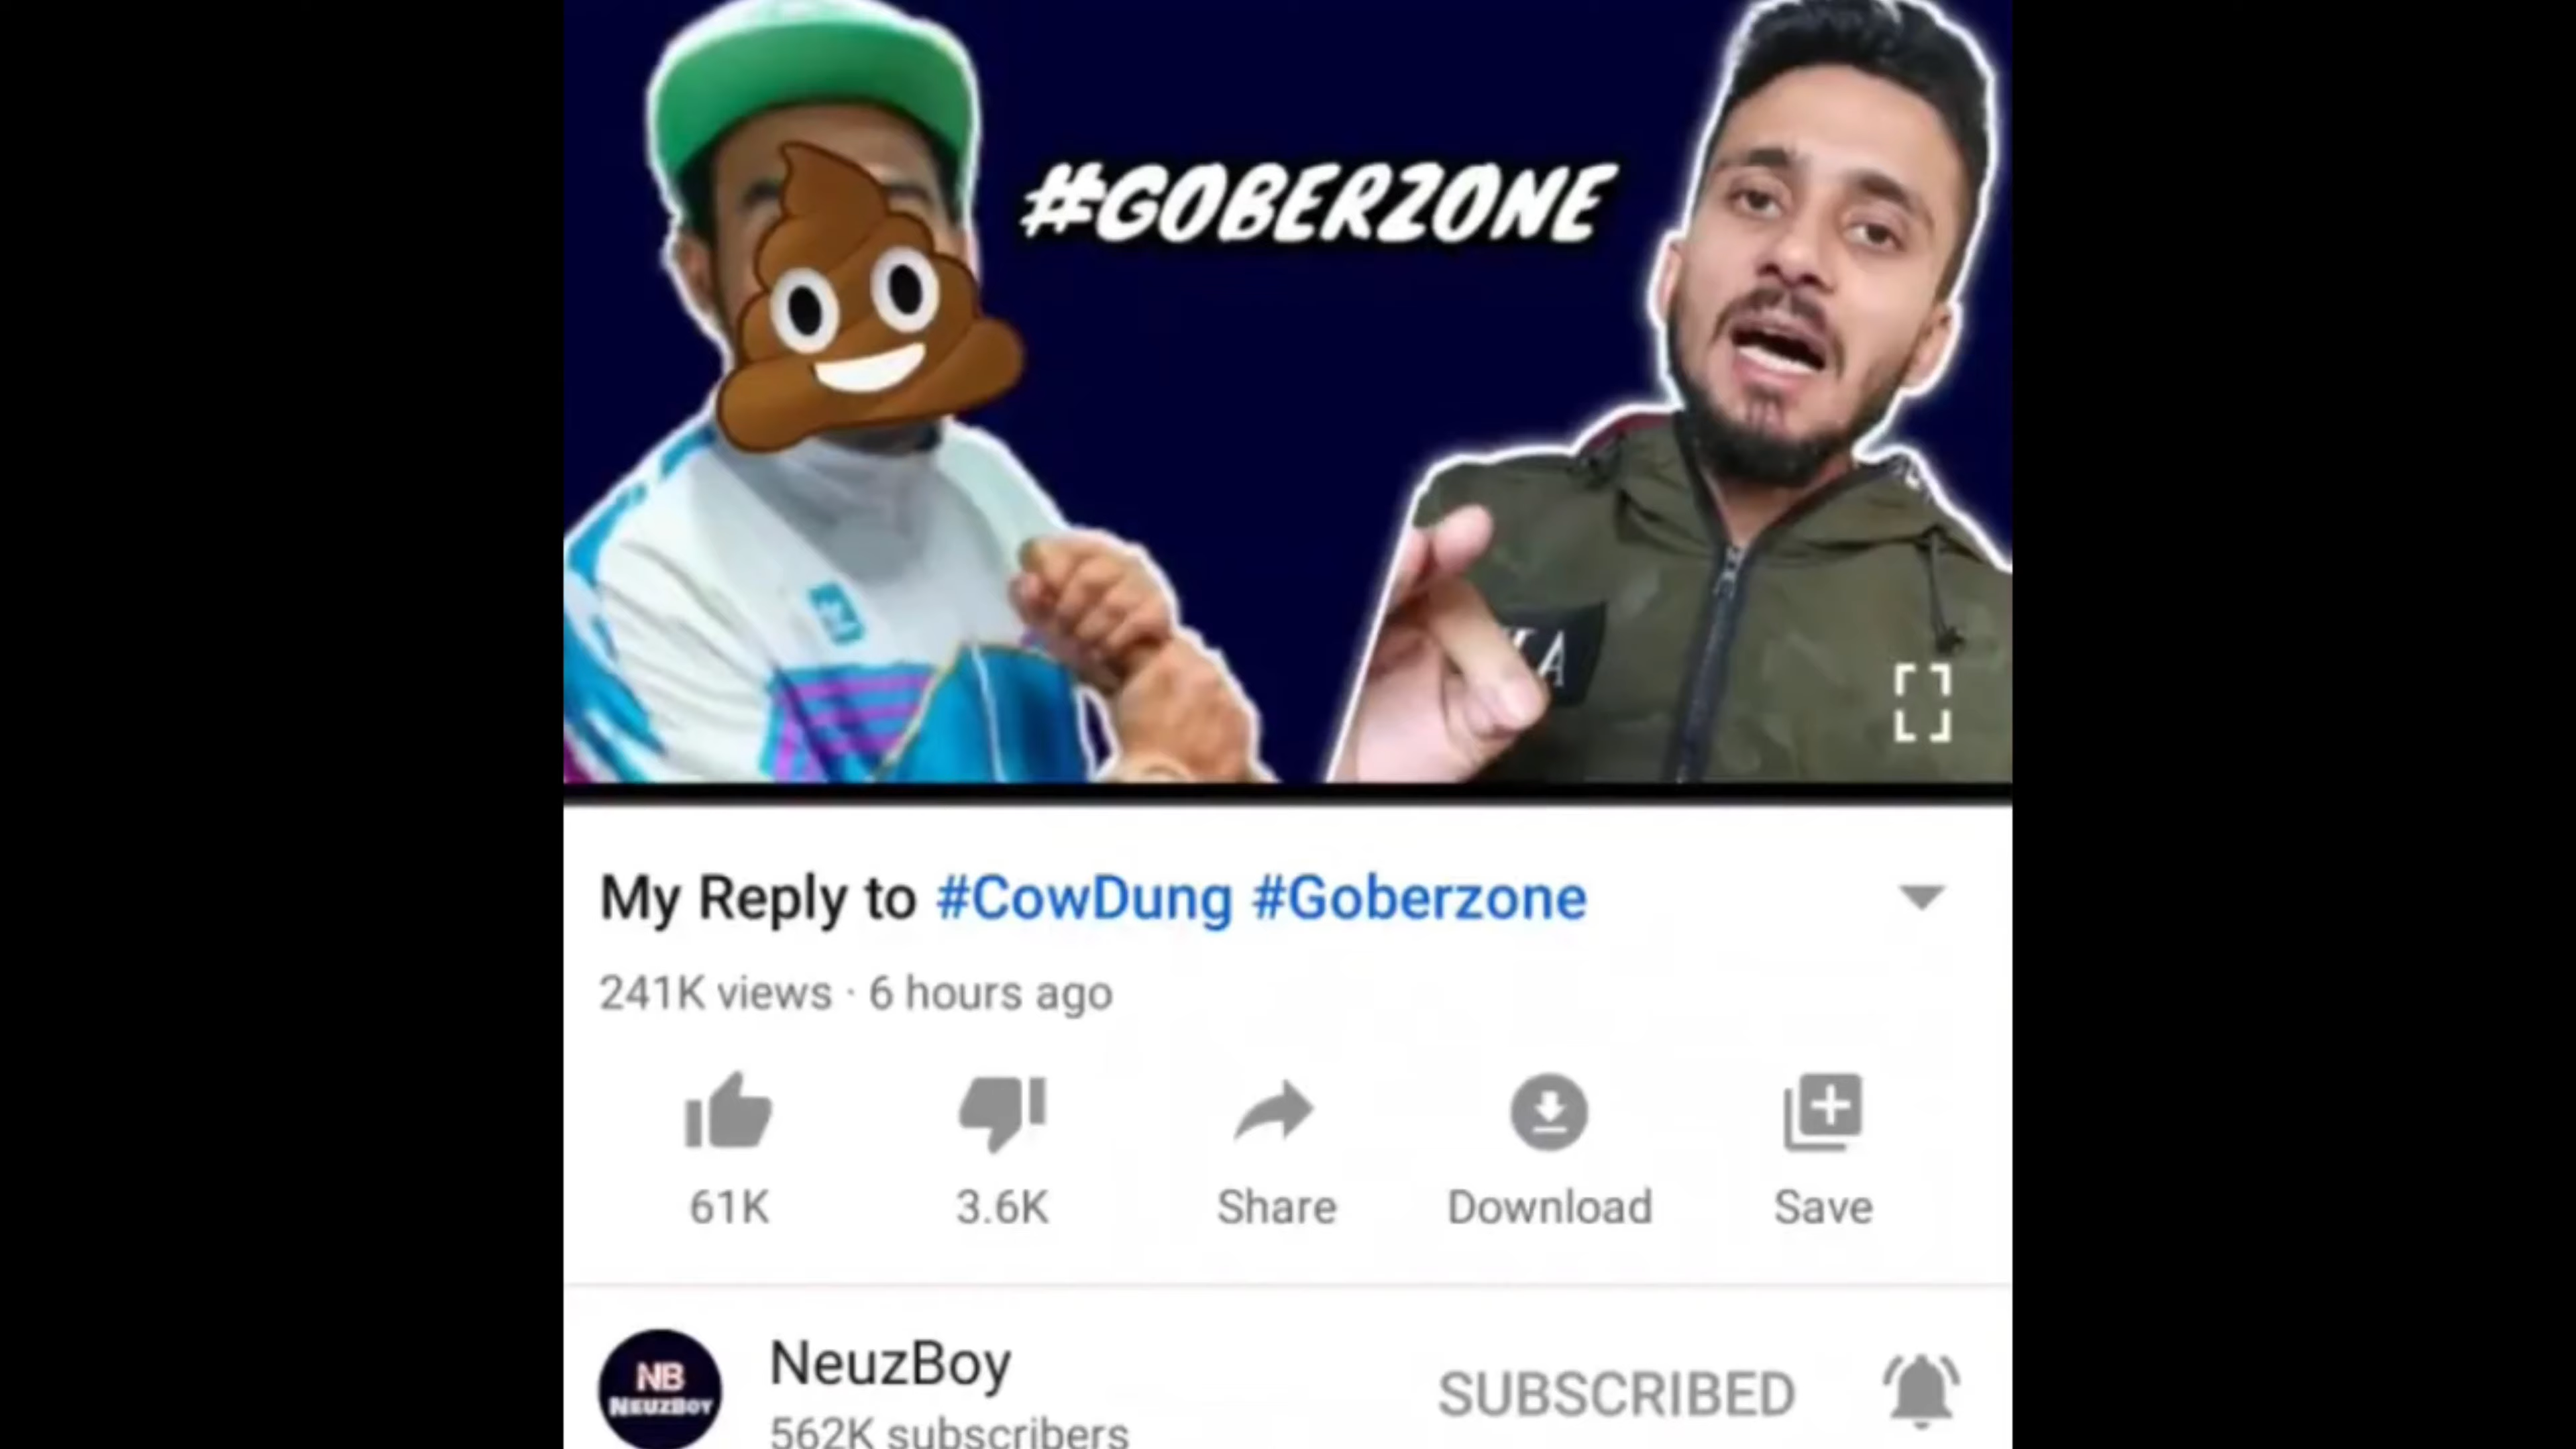 #GOBERZONE
KA
My Reply to #CowDung #Goberzone
241K views · 6 hours ago
61K
3.6K
Share
Download
Save
NB
NEUZBOY
NeuzBoy
SUBSCRIBED
562K subscribers